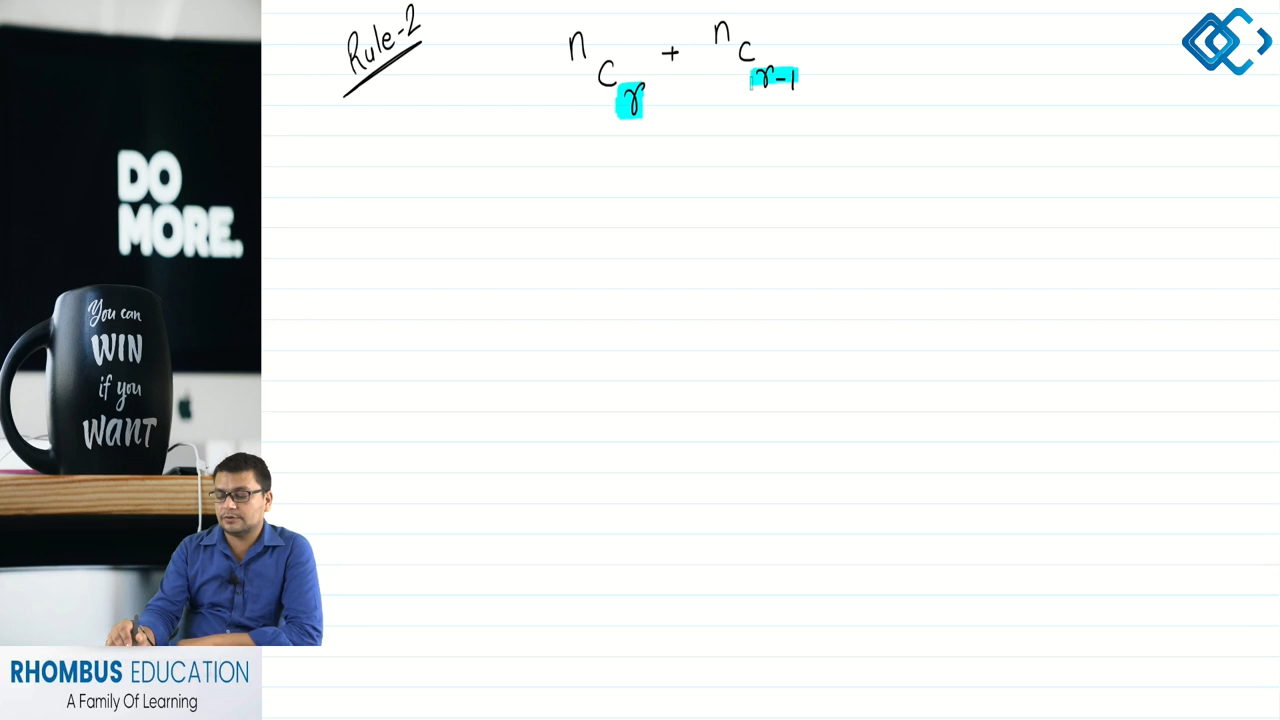 Rule-2
ⁿCᵣ + ⁿCᵣ₋₁
DO
MORE.
You can
WIN
if you
WANT
RHOMBUS EDUCATION
A Family Of Learning